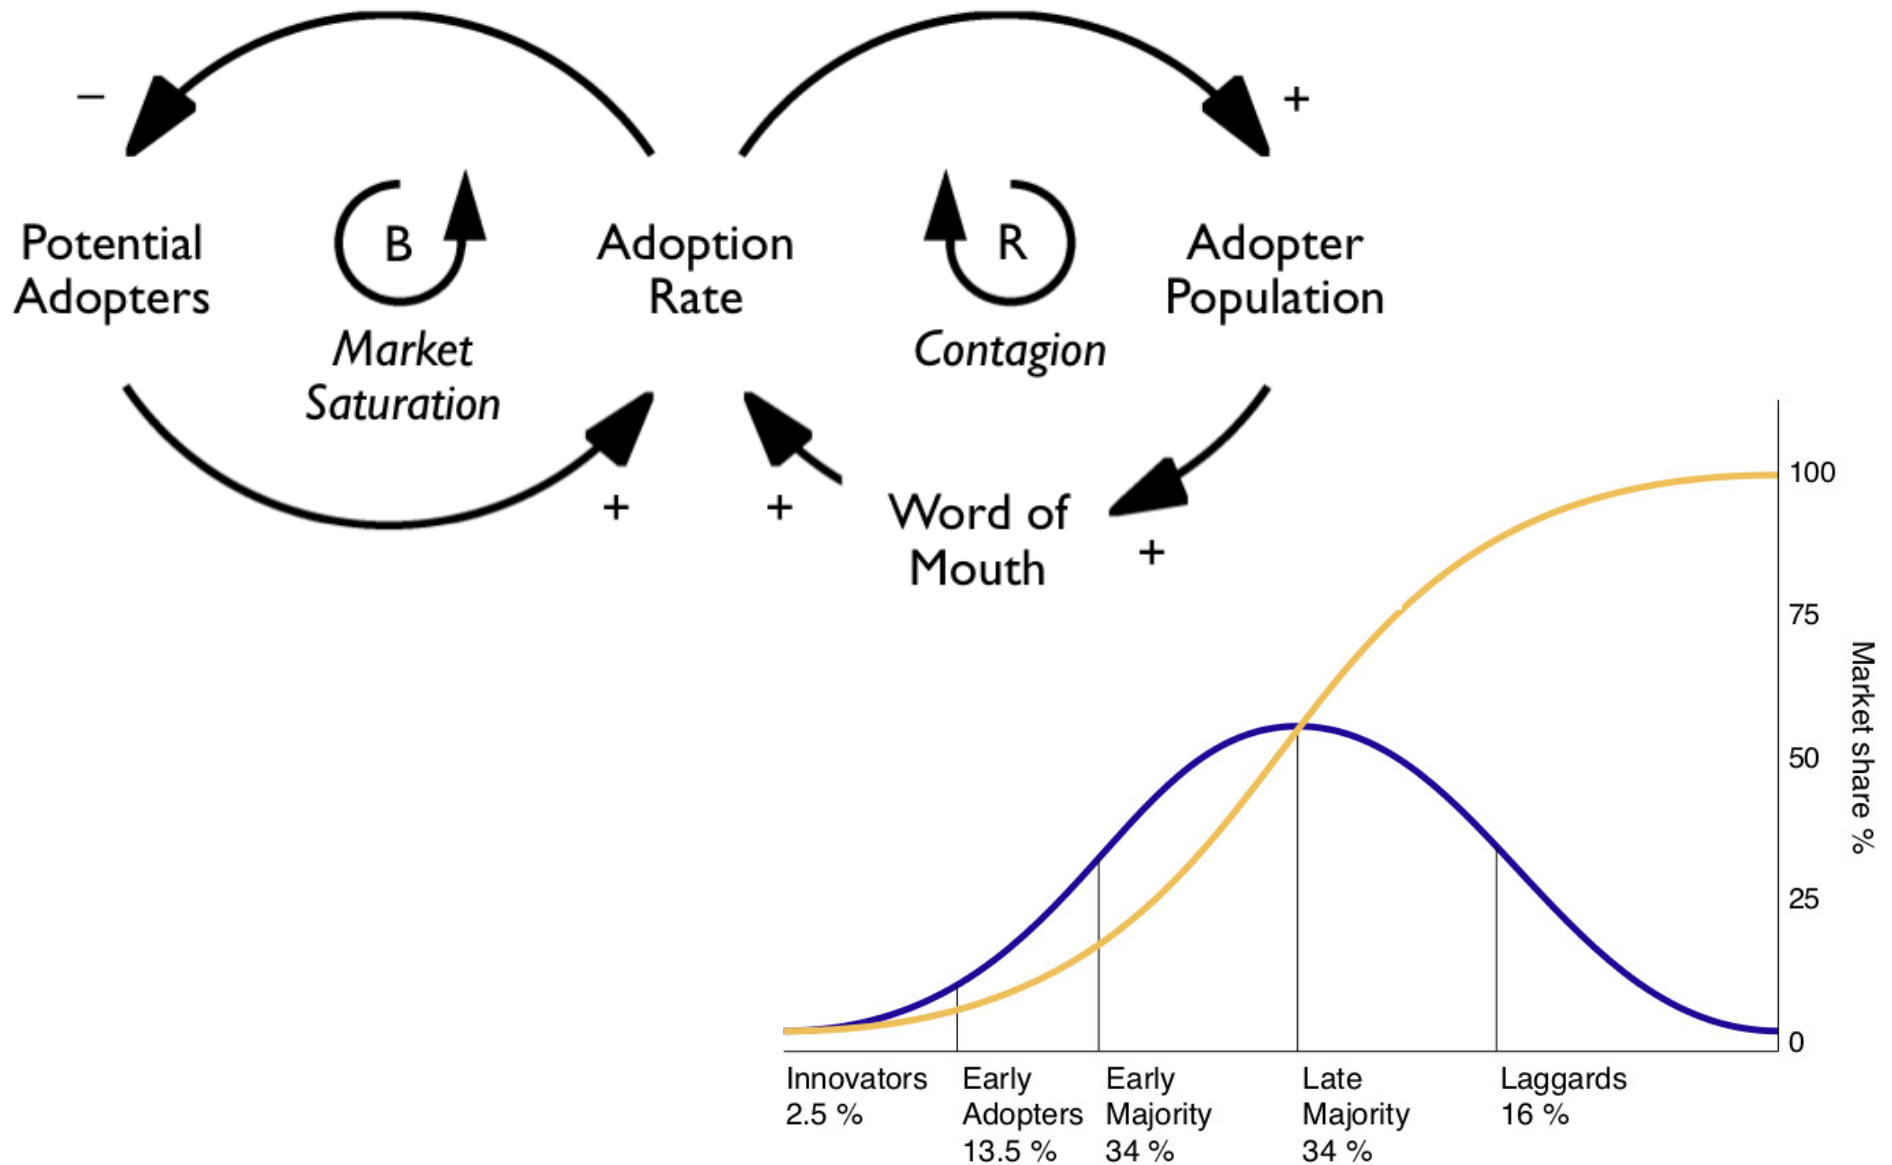 –
+
Potential
Adopters
B
Market
Saturation
Adoption
Rate
R
Contagion
Adopter
Population
+
+
Word of
Mouth
+
100
75
50
25
0
Market share %
Innovators
2.5 %
Early
Adopters
13.5 %
Early
Majority
34 %
Late
Majority
34 %
Laggards
16 %